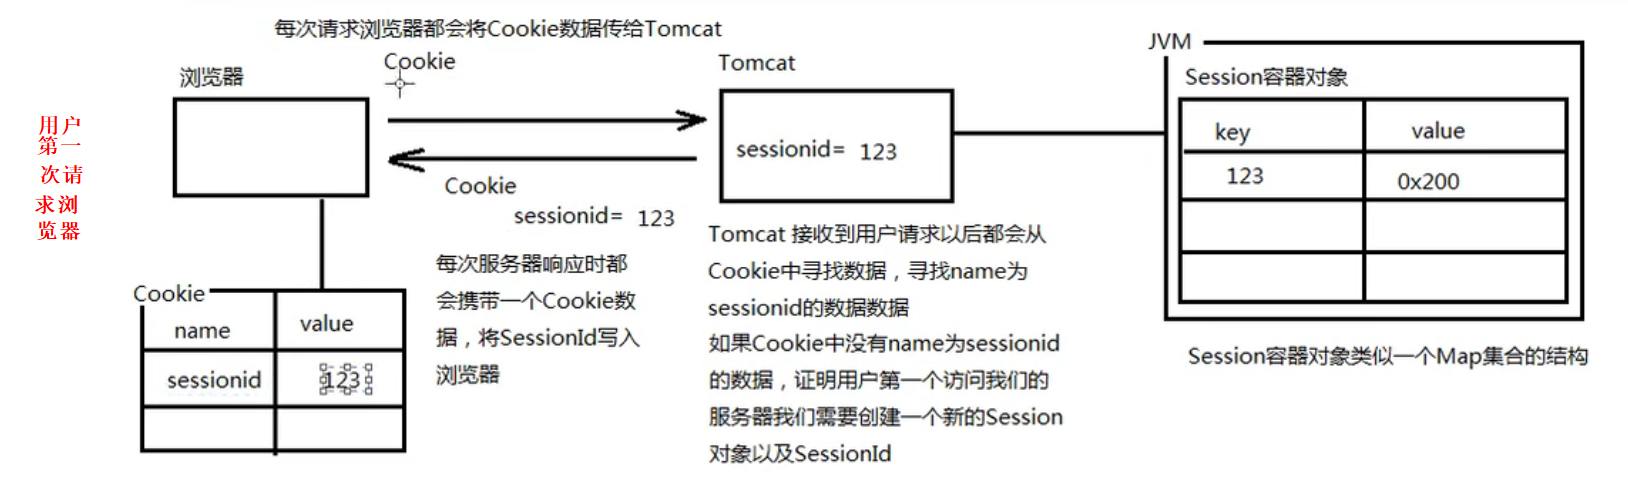 每次请求浏览器都会将Cookie数据传给Tomcat
Cookie
浏览器
用户
第一
次请
求浏
览器
Cookie
sessionid= 123
每次服务器响应时都
会携带一个Cookie数
据，将SessionId写入
浏览器
Cookie
name value
sessionid 123
Tomcat
sessionid= 123
Tomcat 接收到用户请求以后都会从
Cookie中寻找数据，寻找name为
sessionid的数据数据
如果Cookie中没有name为sessionid
的数据，证明用户第一个访问我们的
服务器我们需要创建一个新的Session
对象以及SessionId
JVM
Session容器对象
key value
123 0x200
Session容器对象类似一个Map集合的结构